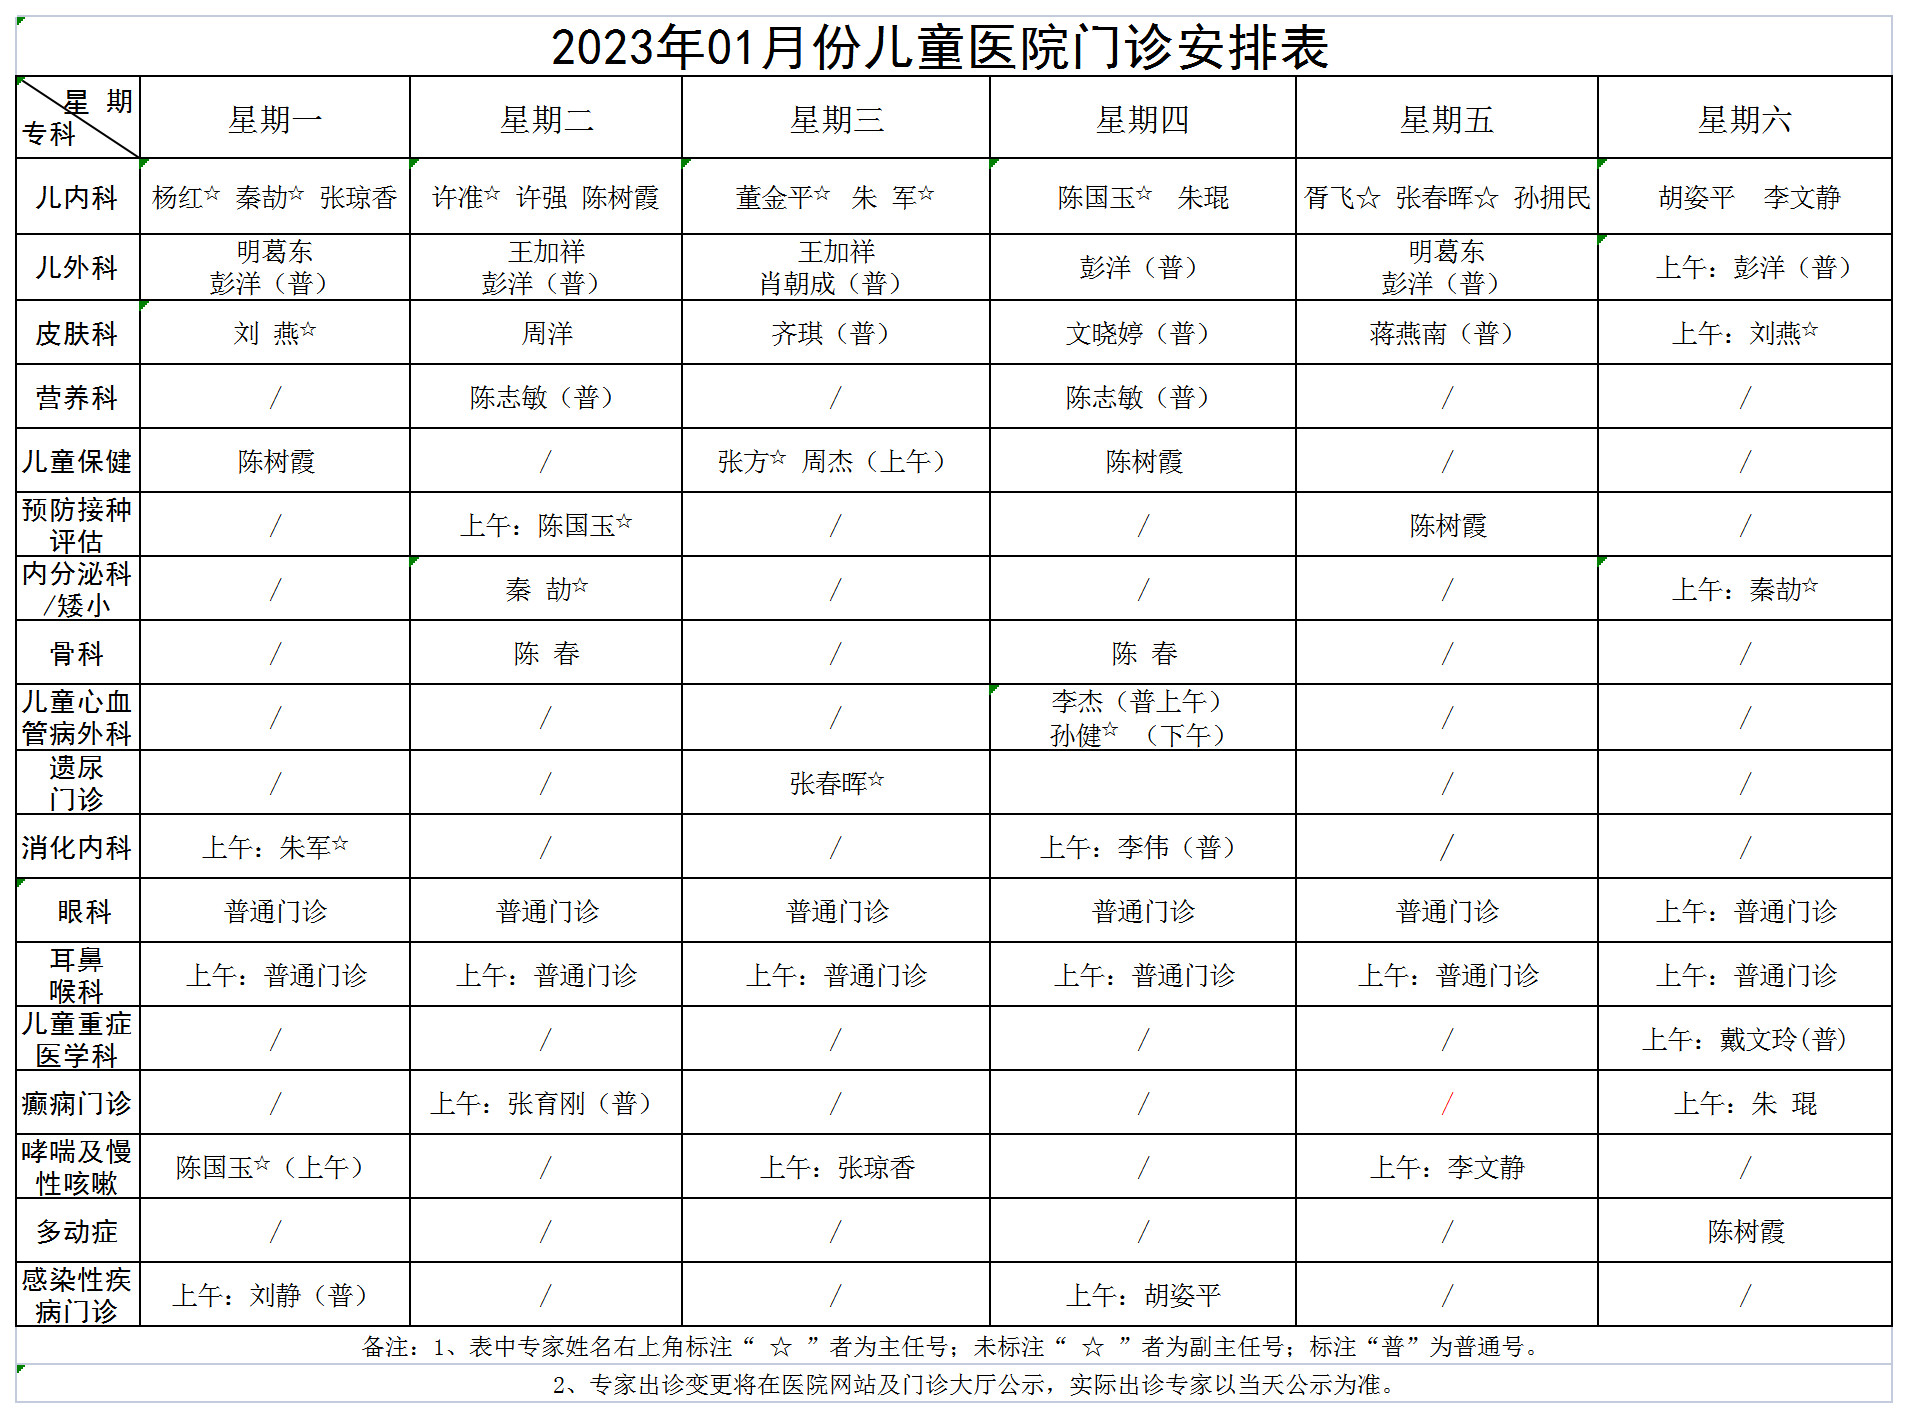 2023年01月份儿童医院门诊安排表
星 期
专科
星期一 星期二 星期三 星期四 星期五 星期六
儿内科 杨红☆ 秦劼☆ 张琼香 许准☆ 许强 陈树霞 董金平☆ 朱 军☆ 陈国玉☆ 朱琨 胥飞☆ 张春晖☆ 孙拥民 胡姿平 李文静
儿外科 明葛东 彭洋（普） 王加祥 彭洋（普） 王加祥 肖朝成（普） 彭洋（普） 明葛东 彭洋（普） 上午：彭洋（普）
皮肤科 刘 燕☆ 周洋 齐琪（普） 文晓婷（普） 蒋燕南（普） 上午：刘燕☆
营养科 / 陈志敏（普） / 陈志敏（普） / /
儿童保健 陈树霞 / 张方☆ 周杰（上午） 陈树霞 / /
预防接种评估 / 上午：陈国玉☆ / / 陈树霞 /
内分泌科/矮小 / 秦 劼☆ / / / 上午：秦劼☆
骨科 / 陈 春 / 陈 春 / /
儿童心血管病外科 / / / 李杰（普上午） 孙健☆ （下午） / /
遗尿门诊 / / 张春晖☆ / /
消化内科 上午：朱军☆ / / 上午：李伟（普） / /
眼科 普通门诊 普通门诊 普通门诊 普通门诊 普通门诊 上午：普通门诊
耳鼻喉科 上午：普通门诊 上午：普通门诊 上午：普通门诊 上午：普通门诊 上午：普通门诊 上午：普通门诊
儿童重症医学科 / / / / / 上午：戴文玲(普)
癫痫门诊 / 上午：张育刚（普） / / / 上午：朱 琨
哮喘及慢性咳嗽 陈国玉☆（上午） / 上午：张琼香 / 上午：李文静 /
多动症 / / / / / 陈树霞
感染性疾病门诊 上午：刘静（普） / / 上午：胡姿平 / /
备注：1、表中专家姓名右上角标注“ ☆ ”者为主任号；未标注“ ☆ ”者为副主任号；标注“普”为普通号。
2、专家出诊变更将在医院网站及门诊大厅公示，实际出诊专家以当天公示为准。